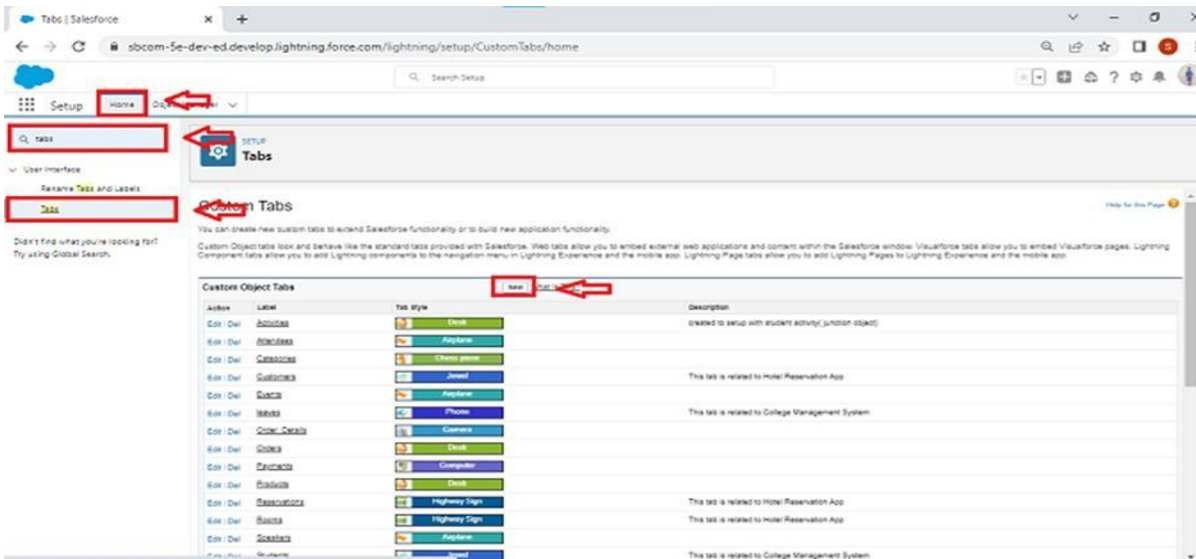 Tabs | Salesforce
sbcom-5e-dev-ed.develop.lightning.force.com/lightning/setup/CustomTabs/home
S
Search Setup
Setup
Home
tabs
SETUP
Tabs
User Interface
Rename Tabs and Labels
Tabs
Didn't find what you're looking for?
Try using Global Search.
Custom Tabs
Help for this Page
You can create new custom tabs to extend Salesforce functionality or to build new application functionality.
Custom Object tabs look and behave like the standard tabs provided with Salesforce. Web tabs allow you to embed external web applications and content within the Salesforce window. Visualforce tabs allow you to embed Visualforce pages. Lightning
Component tabs allow you to add Lightning components to the navigation menu in Lightning Experience and the mobile app. Lightning Page tabs allow you to add Lightning Pages to Lightning Experience and the mobile app.
Custom Object Tabs New
Action Label Tab Style Description
Edit | Del Activities Desk created to setup with student activity( junction object)
Edit | Del Attendees Airplane
Edit | Del Categories Chess piece
Edit | Del Customers Jewel This tab is related to Hotel Reservation App
Edit | Del Events Airplane
Edit | Del leaves Phone This tab is related to College Management System
Edit | Del Order Details Camera
Edit | Del Orders Desk
Edit | Del Payments Computer
Edit | Del Products Desk
Edit | Del Reservations Highway Sign This tab is related to Hotel Reservation App
Edit | Del Rooms Highway Sign This tab is related to Hotel Reservation App
Edit | Del Speakers Airplane
Edit | Del Students Jewel This tab is related to College Management System